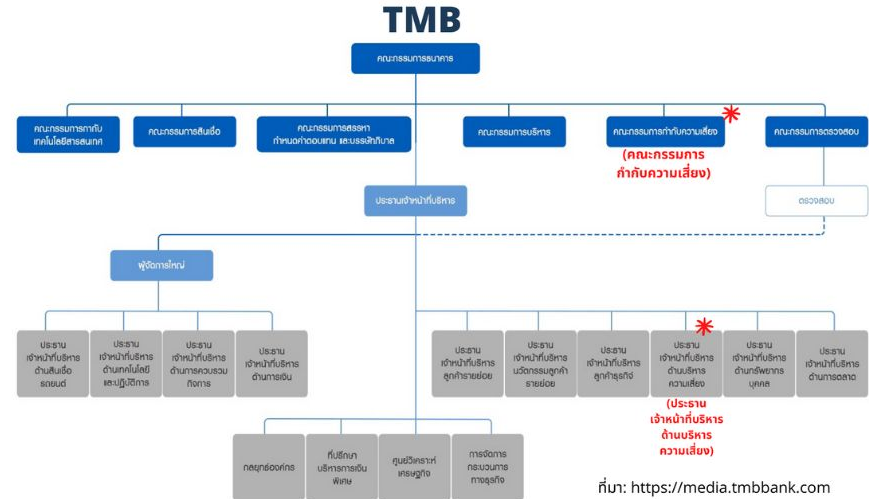 TMB
คณะกรรมการธนาคาร
คณะกรรมการกำกับ
เทคโนโลยีสารสนเทศ
คณะกรรมการสินเชื่อ
คณะกรรมการสรรหา
กำหนดค่าตอบแทน และบรรษัทภิบาล
คณะกรรมการบริหาร
คณะกรรมการกำกับความเสี่ยง
คณะกรรมการตรวจสอบ
(คณะกรรมการ
กำกับความเสี่ยง)
ประธานเจ้าหน้าที่บริหาร
ตรวจสอบ
ผู้จัดการใหญ่
ประธาน
เจ้าหน้าที่บริหาร
ด้านสินเชื่อ
รถยนต์
ประธาน
เจ้าหน้าที่บริหาร
ด้านเทคโนโลยี
และปฏิบัติการ
ประธาน
เจ้าหน้าที่บริหาร
ด้านการควบรวม
กิจการ
ประธาน
เจ้าหน้าที่บริหาร
ด้านการเงิน
ประธาน
เจ้าหน้าที่บริหาร
ลูกค้ารายย่อย
ประธาน
เจ้าหน้าที่บริหาร
นวัตกรรมลูกค้า
รายย่อย
ประธาน
เจ้าหน้าที่บริหาร
ลูกค้าธุรกิจ
ประธาน
เจ้าหน้าที่บริหาร
ด้านบริหาร
ความเสี่ยง
ประธาน
เจ้าหน้าที่บริหาร
ด้านทรัพยากร
บุคคล
ประธาน
เจ้าหน้าที่บริหาร
ด้านการตลาด
(ประธาน
เจ้าหน้าที่บริหาร
ด้านบริหาร
ความเสี่ยง)
กลยุทธ์องค์กร
ที่ปรึกษา
บริหารการเงิน
พิเศษ
ศูนย์วิเคราะห์
เศรษฐกิจ
การจัดการ
กระบวนการ
ทางธุรกิจ
ที่มา: https://media.tmbbank.com